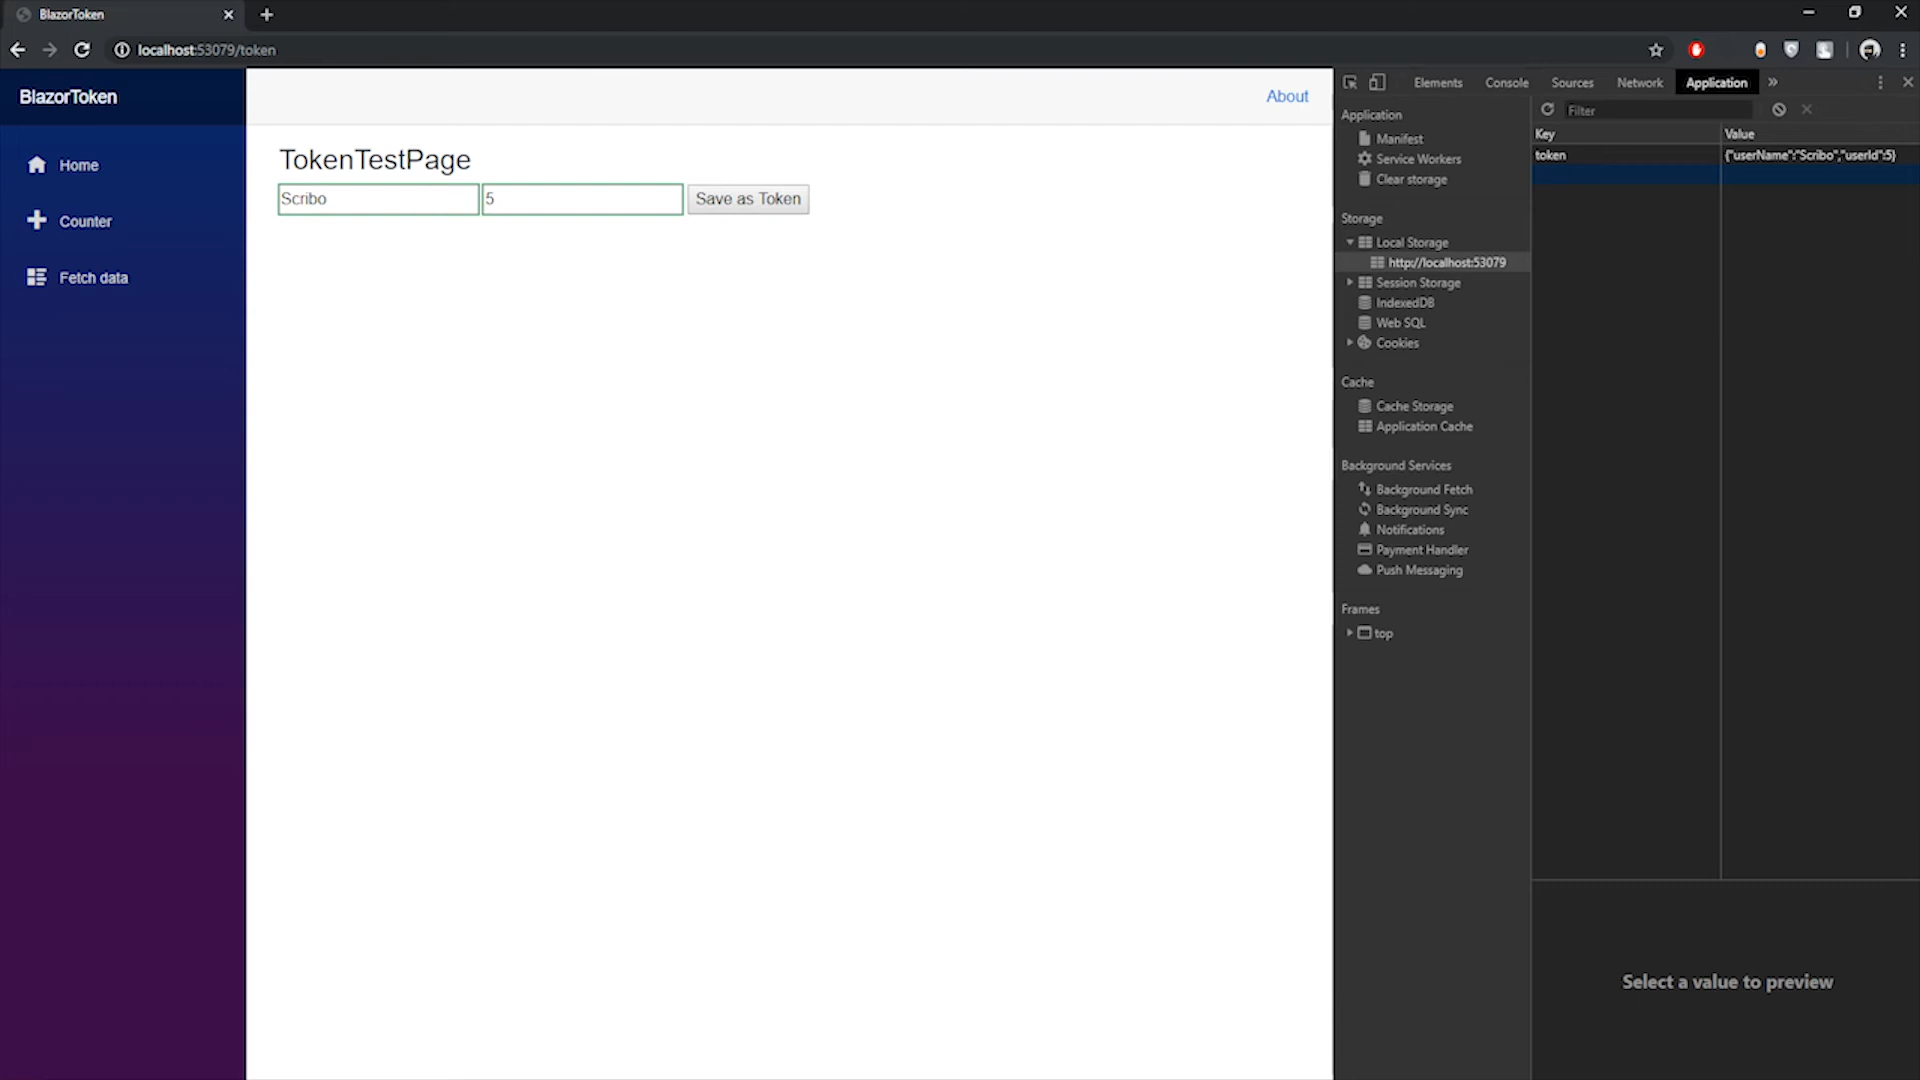 BlazorToken
localhost:53079/token
BlazorToken
Home
Counter
Fetch data
About
TokenTestPage
Scribo 5 Save as Token
Elements Console Sources Network Application »
Application
Manifest
Service Workers
Clear storage
Storage
Local Storage
http://localhost:53079
Session Storage
IndexedDB
Web SQL
Cookies
Cache
Cache Storage
Application Cache
Background Services
Background Fetch
Background Sync
Notifications
Payment Handler
Push Messaging
Frames
top
Filter
Key Value
token {"userName":"Scribo","userId":5}
Select a value to preview